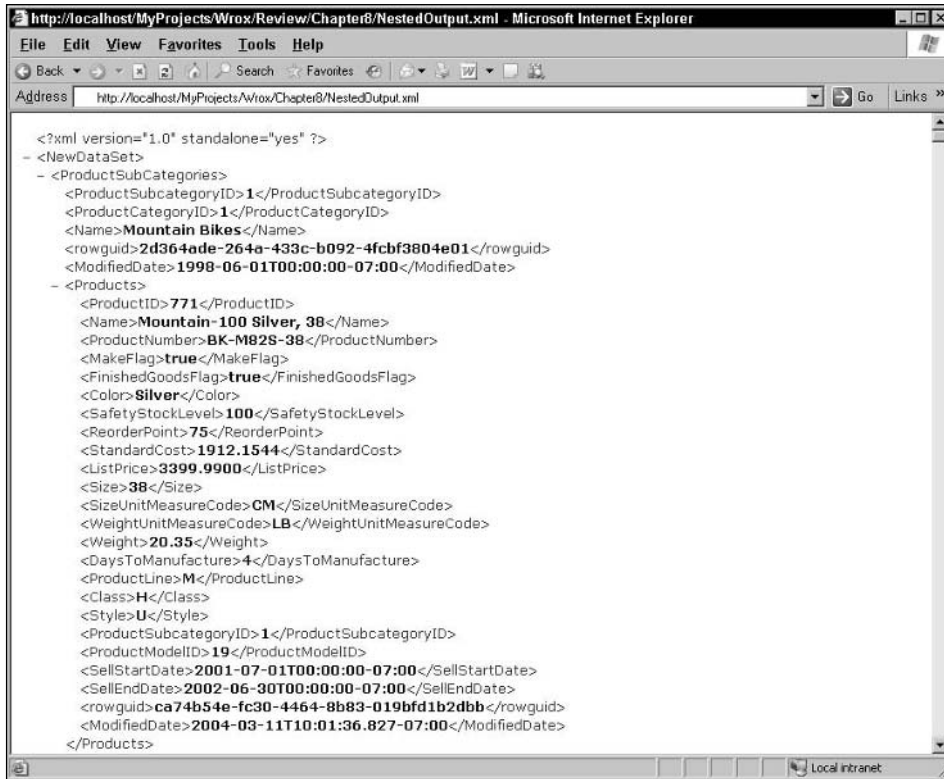 http://localhost/MyProjects/Wrox/Review/Chapter8/NestedOutput.xml - Microsoft Internet Explorer
File Edit View Favorites Tools Help
Back Search Favorites
Address http://localhost/MyProjects/Wrox/Chapter8/NestedOutput.xml Go Links »
<?xml version="1.0" standalone="yes" ?>
- <NewDataSet>
- <ProductSubCategories>
<ProductSubcategoryID>1</ProductSubcategoryID>
<ProductCategoryID>1</ProductCategoryID>
<Name>Mountain Bikes</Name>
<rowguid>2d364ade-264a-433c-b092-4fcbf3804e01</rowguid>
<ModifiedDate>1998-06-01T00:00:00-07:00</ModifiedDate>
- <Products>
<ProductID>771</ProductID>
<Name>Mountain-100 Silver, 38</Name>
<ProductNumber>BK-M82S-38</ProductNumber>
<MakeFlag>true</MakeFlag>
<FinishedGoodsFlag>true</FinishedGoodsFlag>
<Color>Silver</Color>
<SafetyStockLevel>100</SafetyStockLevel>
<ReorderPoint>75</ReorderPoint>
<StandardCost>1912.1544</StandardCost>
<ListPrice>3399.9900</ListPrice>
<Size>38</Size>
<SizeUnitMeasureCode>CM</SizeUnitMeasureCode>
<WeightUnitMeasureCode>LB</WeightUnitMeasureCode>
<Weight>20.35</Weight>
<DaysToManufacture>4</DaysToManufacture>
<ProductLine>M</ProductLine>
<Class>H</Class>
<Style>U</Style>
<ProductSubcategoryID>1</ProductSubcategoryID>
<ProductModelID>19</ProductModelID>
<SellStartDate>2001-07-01T00:00:00-07:00</SellStartDate>
<SellEndDate>2002-06-30T00:00:00-07:00</SellEndDate>
<rowguid>ca74b54e-fc30-4464-8b83-019bfd1b2dbb</rowguid>
<ModifiedDate>2004-03-11T10:01:36.827-07:00</ModifiedDate>
</Products>
Local intranet